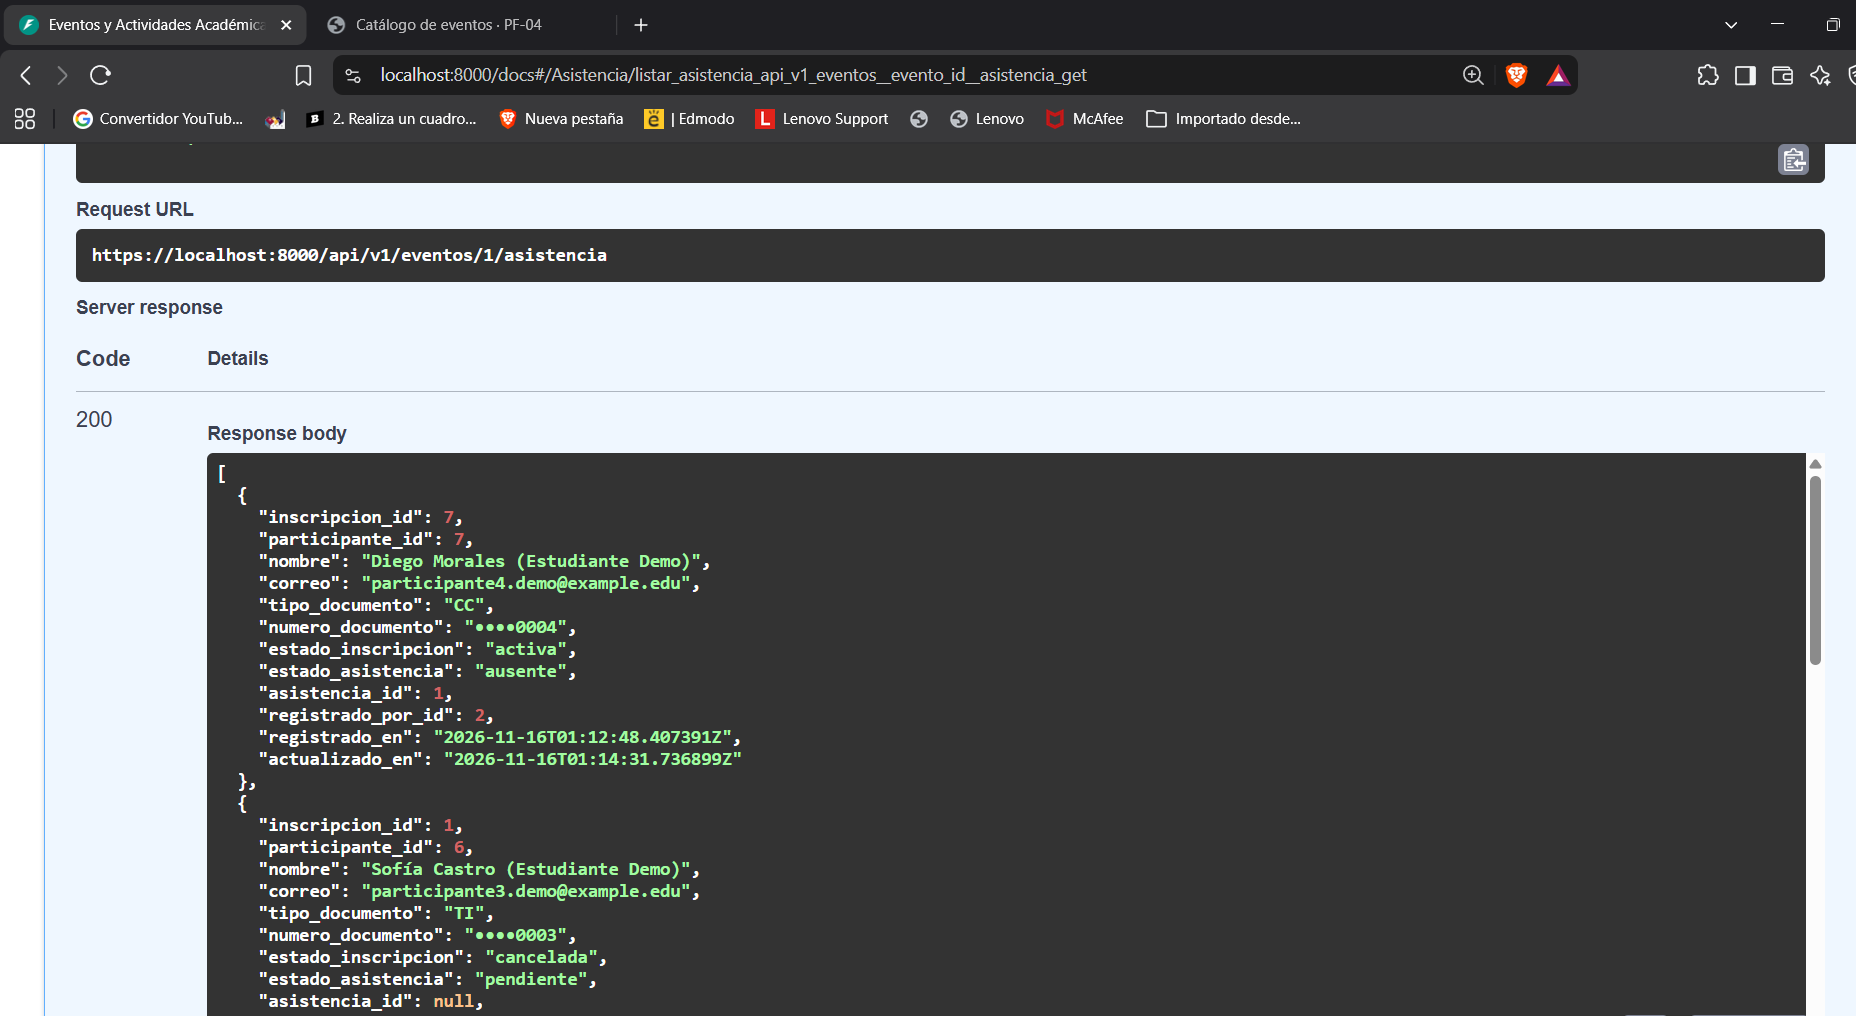 Eventos y Actividades Académica
Catálogo de eventos · PF-04
localhost:8000/docs#/Asistencia/listar_asistencia_api_v1_eventos__evento_id__asistencia_get
Convertidor YouTub...
2. Realiza un cuadro...
Nueva pestaña
| Edmodo
Lenovo Support
Lenovo
McAfee
Importado desde...
Request URL
https://localhost:8000/api/v1/eventos/1/asistencia
Server response
Code
Details
200
Response body
[
{
"inscripcion_id": 7,
"participante_id": 7,
"nombre": "Diego Morales (Estudiante Demo)",
"correo": "participante4.demo@example.edu",
"tipo_documento": "CC",
"numero_documento": "••••0004",
"estado_inscripcion": "activa",
"estado_asistencia": "ausente",
"asistencia_id": 1,
"registrado_por_id": 2,
"registrado_en": "2026-11-16T01:12:48.407391Z",
"actualizado_en": "2026-11-16T01:14:31.736899Z"
},
{
"inscripcion_id": 1,
"participante_id": 6,
"nombre": "Sofía Castro (Estudiante Demo)",
"correo": "participante3.demo@example.edu",
"tipo_documento": "TI",
"numero_documento": "••••0003",
"estado_inscripcion": "cancelada",
"estado_asistencia": "pendiente",
"asistencia_id": null,